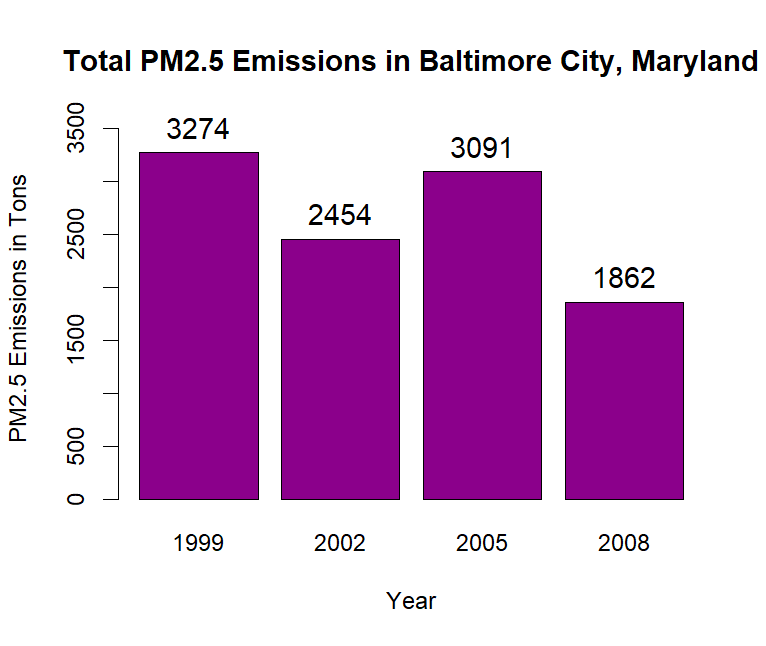 Total PM2.5 Emissions in Baltimore City, Maryland
PM2.5 Emissions in Tons
3500
2500
1500
500
0
3274
2454
3091
1862
1999 2002 2005 2008
Year